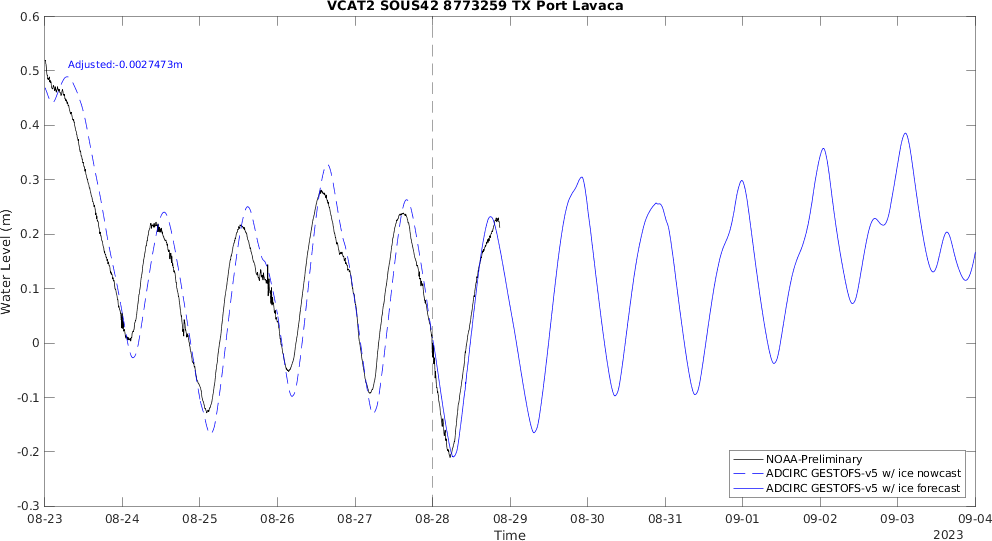 VCAT2 SOUS42 8773259 TX Port Lavaca
0.6
Adjusted:-0.0027473m
0.5
0.4
0.3
0.2
0.1
0
-0.1
-0.2
-0.3
Water Level (m)
NOAA-Preliminary
ADCIRC GESTOFS-v5 w/ ice nowcast
ADCIRC GESTOFS-v5 w/ ice forecast
08-23 08-24 08-25 08-26 08-27 08-28 08-29 08-30 08-31 09-01 09-02 09-03 09-04
Time
2023